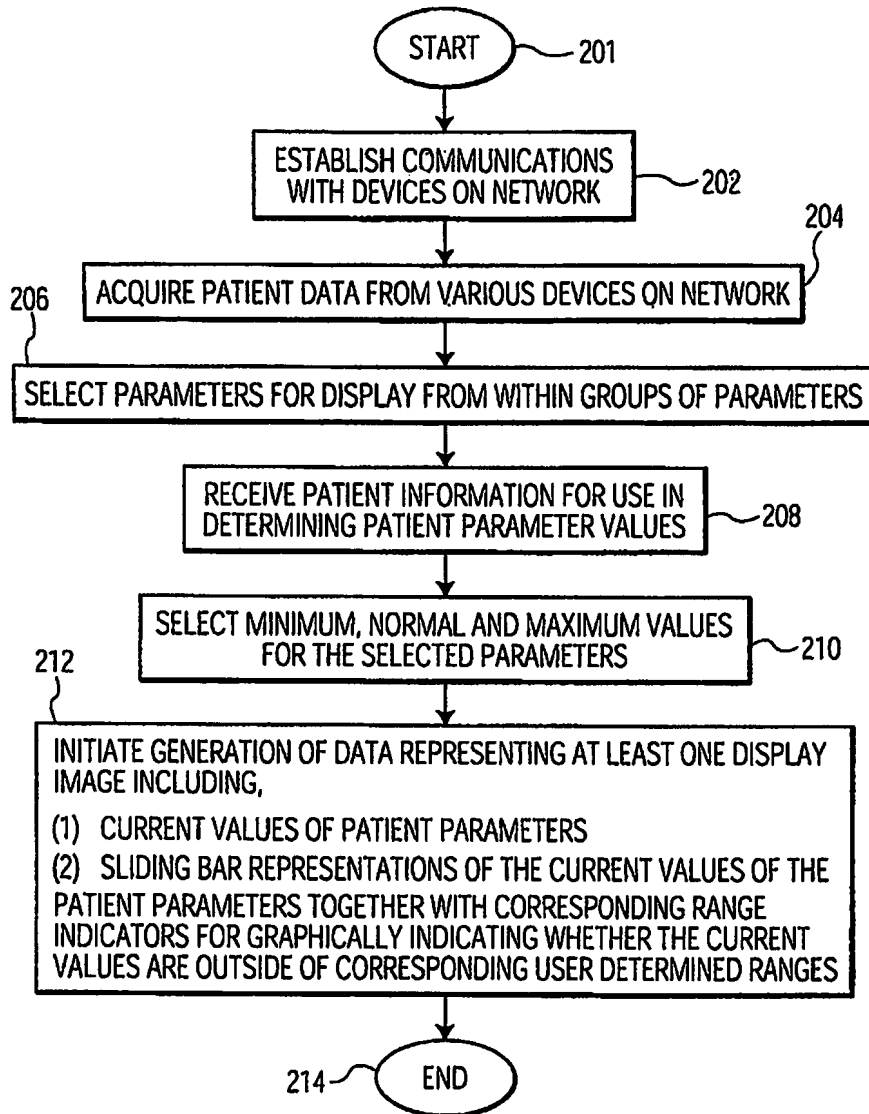 START
201
ESTABLISH COMMUNICATIONS
WITH DEVICES ON NETWORK
202
204
ACQUIRE PATIENT DATA FROM VARIOUS DEVICES ON NETWORK
206
SELECT PARAMETERS FOR DISPLAY FROM WITHIN GROUPS OF PARAMETERS
RECEIVE PATIENT INFORMATION FOR USE IN
DETERMINING PATIENT PARAMETER VALUES
208
SELECT MINIMUM, NORMAL AND MAXIMUM VALUES
FOR THE SELECTED PARAMETERS
210
212
INITIATE GENERATION OF DATA REPRESENTING AT LEAST ONE DISPLAY
IMAGE INCLUDING,
(1) CURRENT VALUES OF PATIENT PARAMETERS
(2) SLIDING BAR REPRESENTATIONS OF THE CURRENT VALUES OF THE
PATIENT PARAMETERS TOGETHER WITH CORRESPONDING RANGE
INDICATORS FOR GRAPHICALLY INDICATING WHETHER THE CURRENT
VALUES ARE OUTSIDE OF CORRESPONDING USER DETERMINED RANGES
214
END